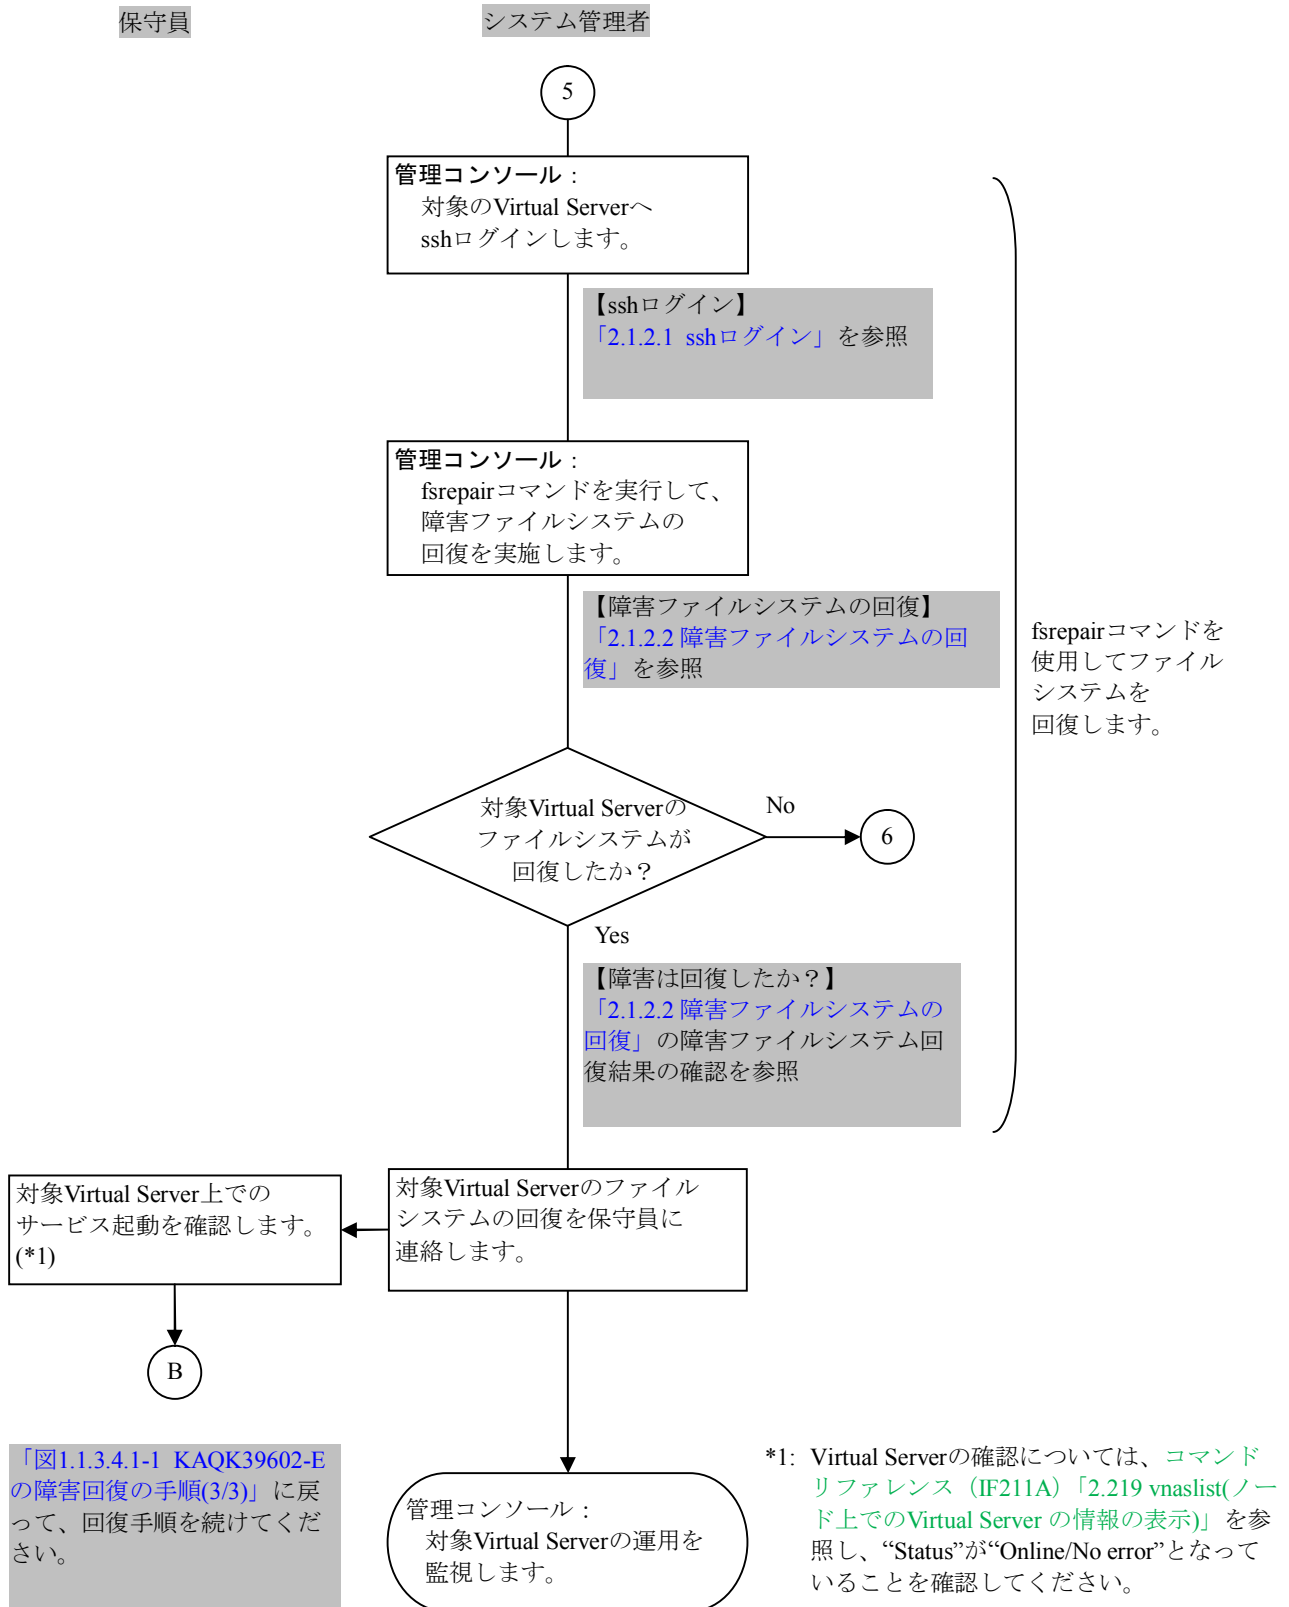 保守員
システム管理者
5
管理コンソール：
対象のVirtual Serverへ
sshログインします。
【sshログイン】
「2.1.2.1 sshログイン」を参照
管理コンソール：
fsrepairコマンドを実行して、
障害ファイルシステムの
回復を実施します。
【障害ファイルシステムの回復】
「2.1.2.2 障害ファイルシステムの回
復」を参照
fsrepairコマンドを
使用してファイル
システムを
回復します。
対象Virtual Serverの
ファイルシステムが
回復したか？
No
6
Yes
【障害は回復したか？】
「2.1.2.2 障害ファイルシステムの
回復」の障害ファイルシステム回
復結果の確認を参照
対象Virtual Server上での
サービス起動を確認します。
(*1)
対象Virtual Serverのファイル
システムの回復を保守員に
連絡します。
B
「図1.1.3.4.1-1 KAQK39602-E
の障害回復の手順(3/3)」に戻
って、回復手順を続けてくだ
さい。
管理コンソール：
対象Virtual Serverの運用を
監視します。
*1: Virtual Serverの確認については、コマンド
リファレンス（IF211A）「2.219 vnaslist(ノー
ド上でのVirtual Server の情報の表示)」を参
照し、“Status”が“Online/No error”となって
いることを確認してください。